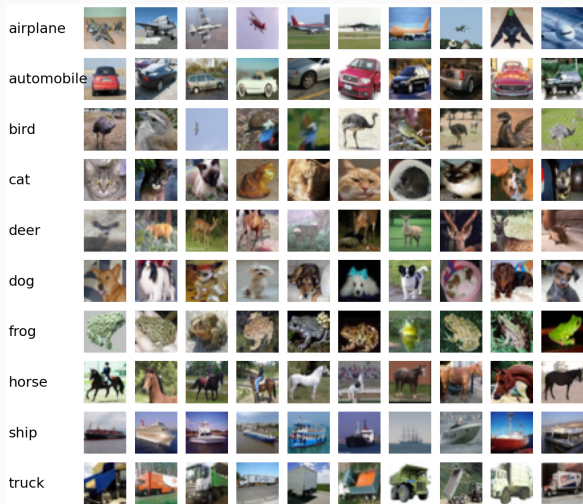 airplane
automobile
bird
cat
deer
dog
frog
horse
ship
truck